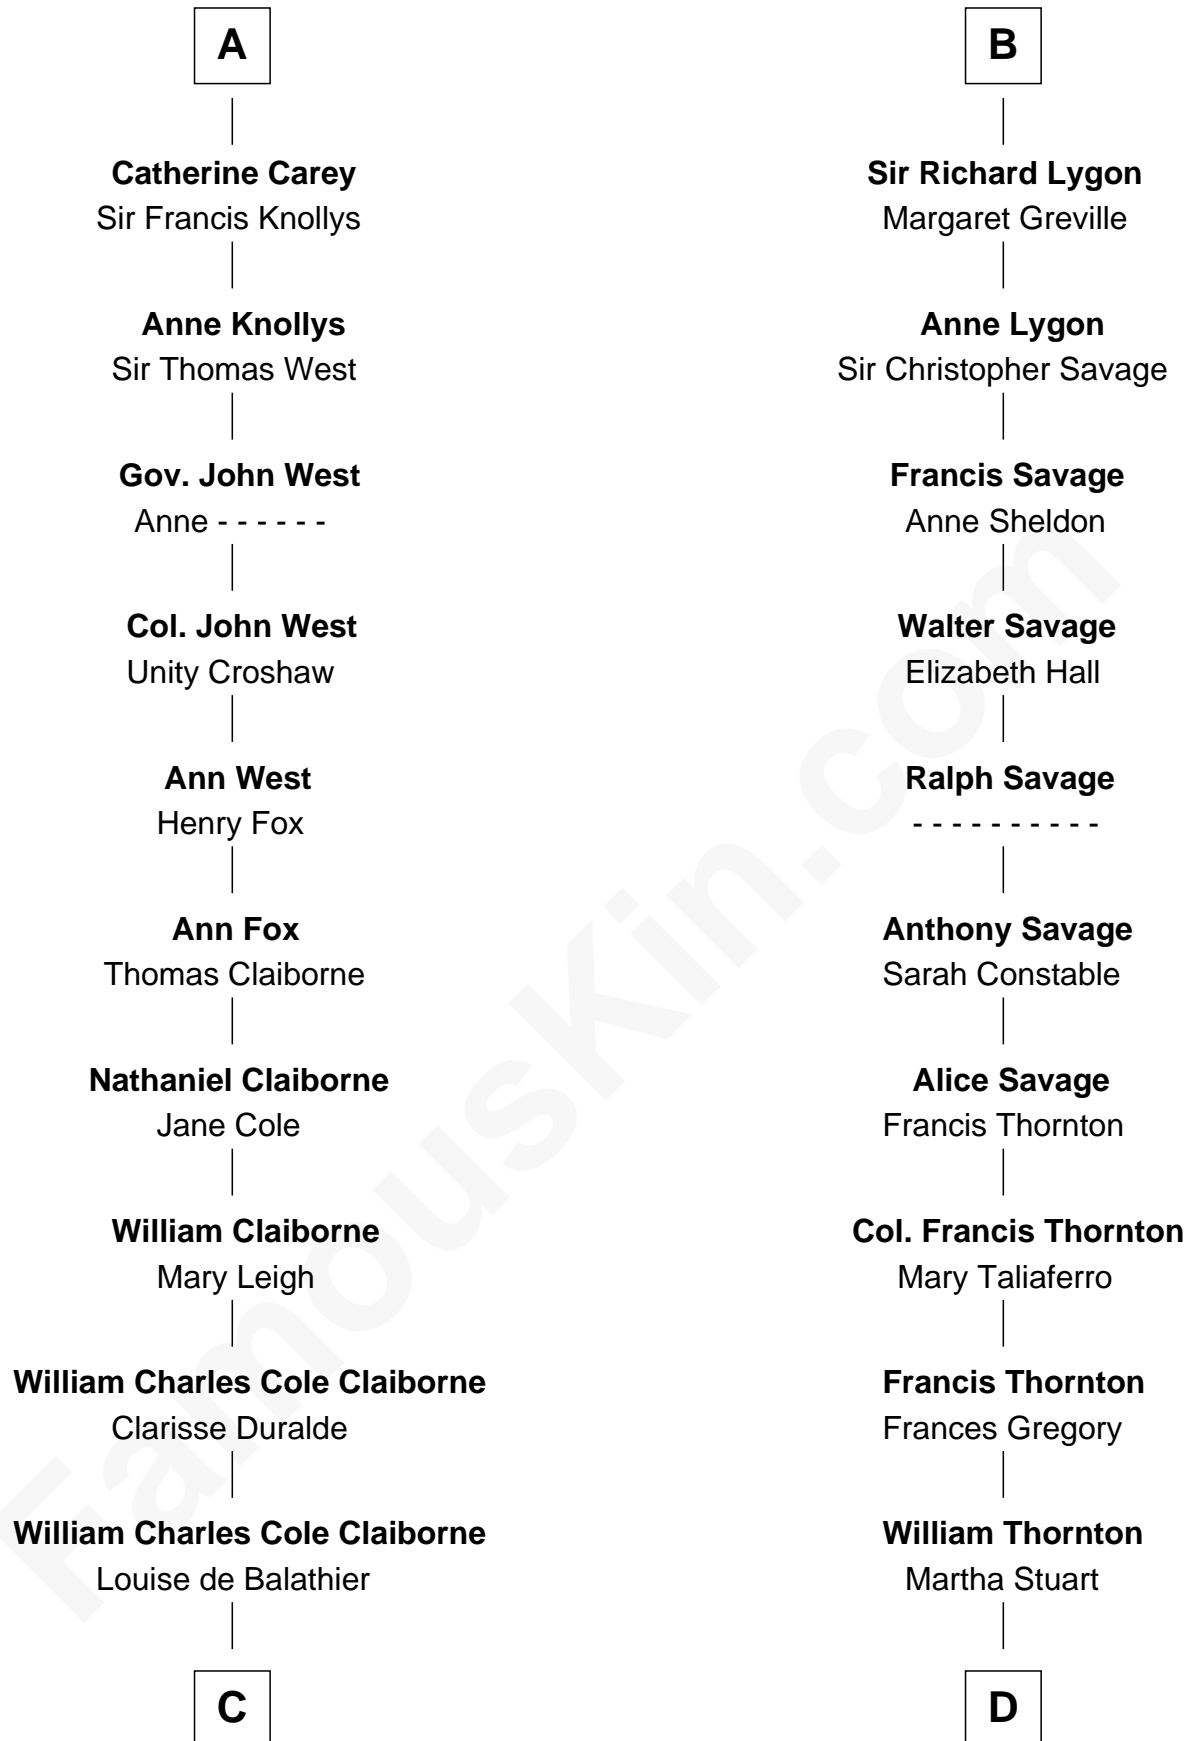 A
Catherine Carey
Sir Francis Knollys
Anne Knollys
Sir Thomas West
Gov. John West
Anne - - - - - -
Col. John West
Unity Croshaw
Ann West
Henry Fox
Ann Fox
Thomas Claiborne
Nathaniel Claiborne
Jane Cole
William Claiborne
Mary Leigh
William Charles Cole Claiborne
Clarisse Duralde
William Charles Cole Claiborne
Louise de Balathier
C
B
Sir Richard Lygon
Margaret Greville
Anne Lygon
Sir Christopher Savage
Francis Savage
Anne Sheldon
Walter Savage
Elizabeth Hall
Ralph Savage
- - - - - - - - - -
Anthony Savage
Sarah Constable
Alice Savage
Francis Thornton
Col. Francis Thornton
Mary Taliaferro
Francis Thornton
Frances Gregory
William Thornton
Martha Stuart
D
FamousKin.com